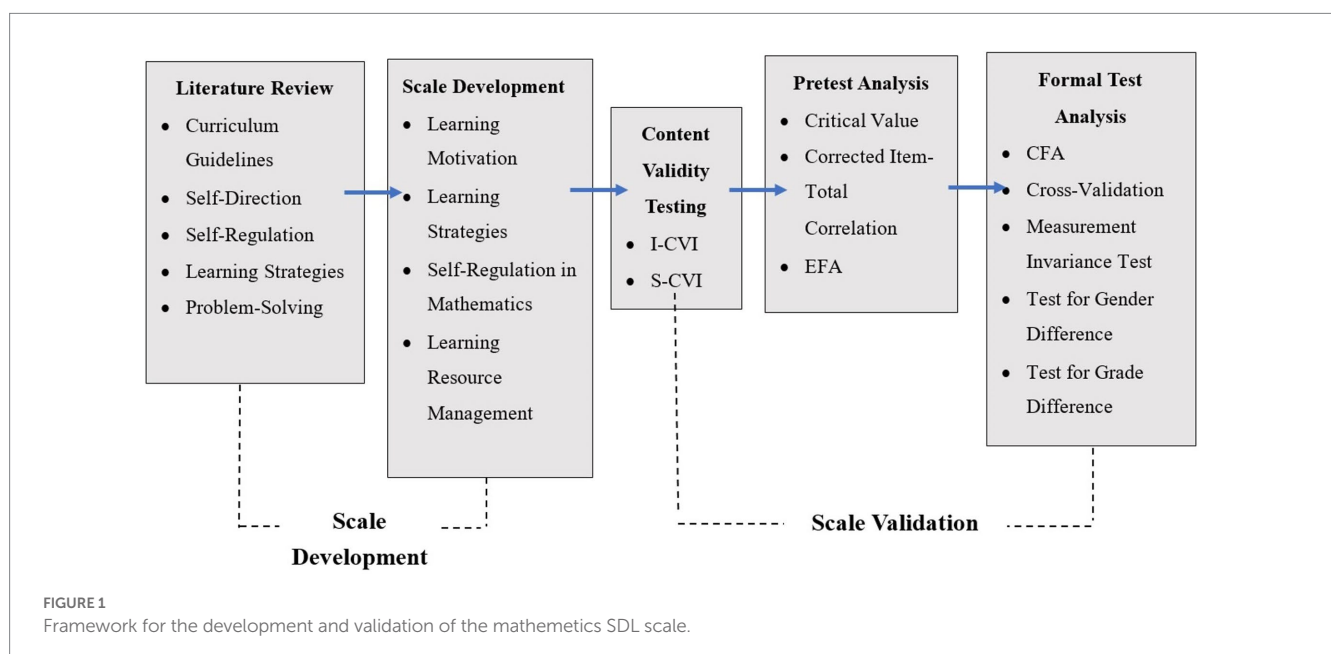 Literature Review
• Curriculum
Guidelines
• Self-Direction
• Self-Regulation
• Learning Strategies
• Problem-Solving
Scale Development
• Learning
Motivation
• Learning
Strategies
• Self-Regulation in
Mathematics
• Learning
Resource
Management
Content
Validity
Testing
• I-CVI
• S-CVI
Pretest Analysis
• Critical Value
• Corrected Item-
Total
Correlation
• EFA
Formal Test
Analysis
• CFA
• Cross-Validation
• Measurement
Invariance Test
• Test for Gender
Difference
• Test for Grade
Difference
Scale
Development
Scale Validation
FIGURE 1
Framework for the development and validation of the mathemetics SDL scale.